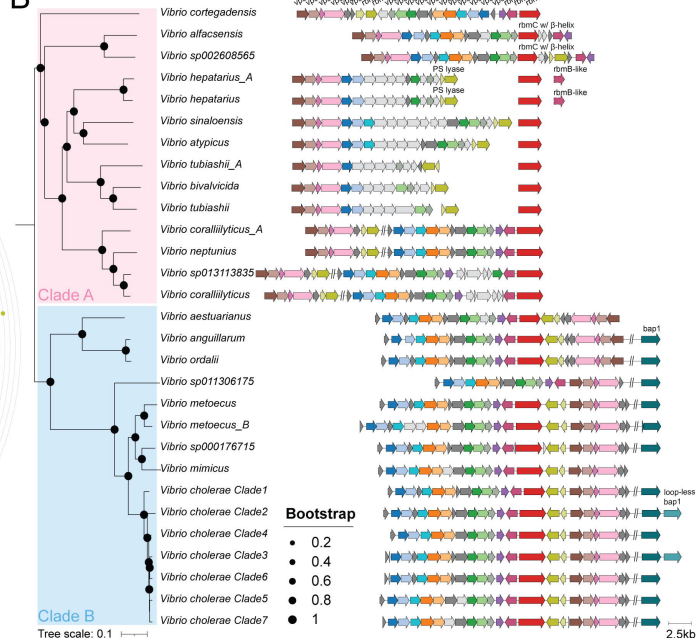 B
Vibrio cortegadensis
rbmC w/ β-helix
Vibrio alfacsensis
rbmC w/ β-helix
Vibrio sp002608565
PS lyase
rbmB-like
Vibrio hepatarius_A
PS lyase
rbmB-like
Vibrio hepatarius
Vibrio sinaloensis
Vibrio atypicus
Vibrio tubiashii_A
Vibrio bivalvicida
Vibrio tubiashii
Vibrio coralliilyticus_A
Vibrio neptunius
Vibrio sp013113835
Vibrio coralliilyticus
Clade A
Vibrio aestuarianus
bap1
Vibrio anguillarum
Vibrio ordalii
Vibrio sp011306175
Vibrio metoecus
Vibrio metoecus_B
Vibrio sp000176715
Vibrio mimicus
Vibrio cholerae Clade1
loop-less
bap1
Vibrio cholerae Clade2
Vibrio cholerae Clade4
Vibrio cholerae Clade3
Vibrio cholerae Clade6
Vibrio cholerae Clade5
Vibrio cholerae Clade7
Bootstrap
0.2
0.4
0.6
0.8
1
Clade B
Tree scale: 0.1
2.5kb